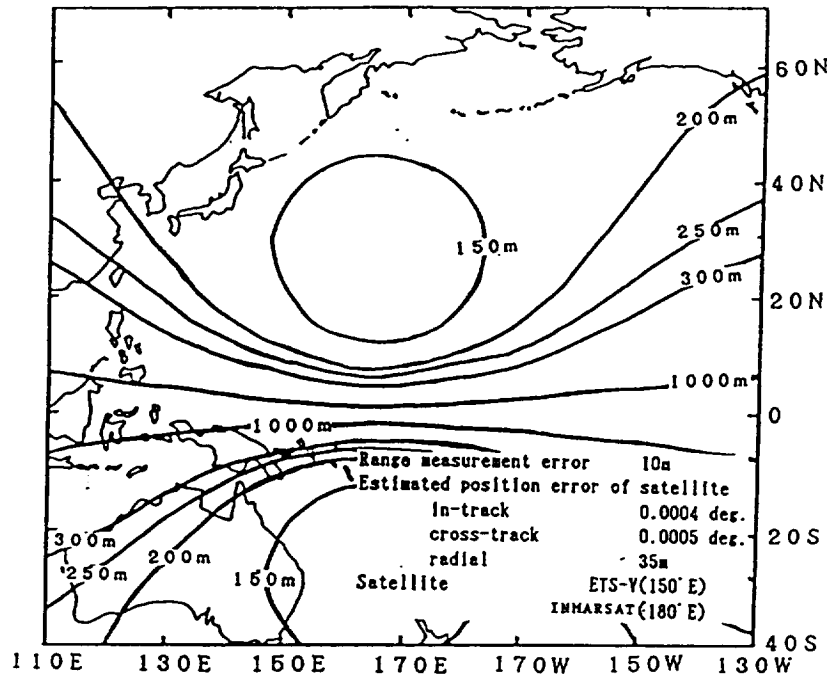 60N
200m
40N
250m
150m
300m
20N
1000m
0
1000m
Range measurement error 10m
Estimated position error of satellite
in-track 0.0004 deg.
cross-track 0.0005 deg.
radial 35m
Satellite ETS-V(150°E)
INMARSAT(180°E)
300m
250m
200m
150m
20S
40S
110E 130E 150E 170E 170W 150W 130W